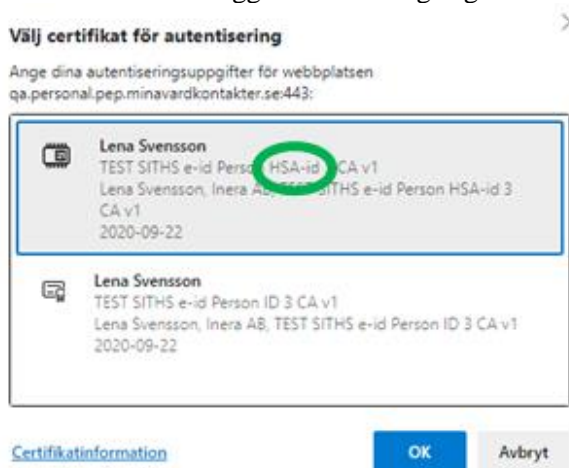 Välj certifikat för autentisering
Ange dina autentiseringsuppgifter för webbplatsen
qa.personal.pep.minavardkontakter.se:443:
Lena Svensson
TEST SITHS e-id Person HSA-id CA v1
Lena Svensson, Inera AB, TEST SITHS e-id Person HSA-id 3
CA v1
2020-09-22
Lena Svensson
TEST SITHS e-id Person ID 3 CA v1
Lena Svensson, Inera AB, TEST SITHS e-id Person ID 3 CA v1
2020-09-22
Certifikatinformation
OK
Avbryt